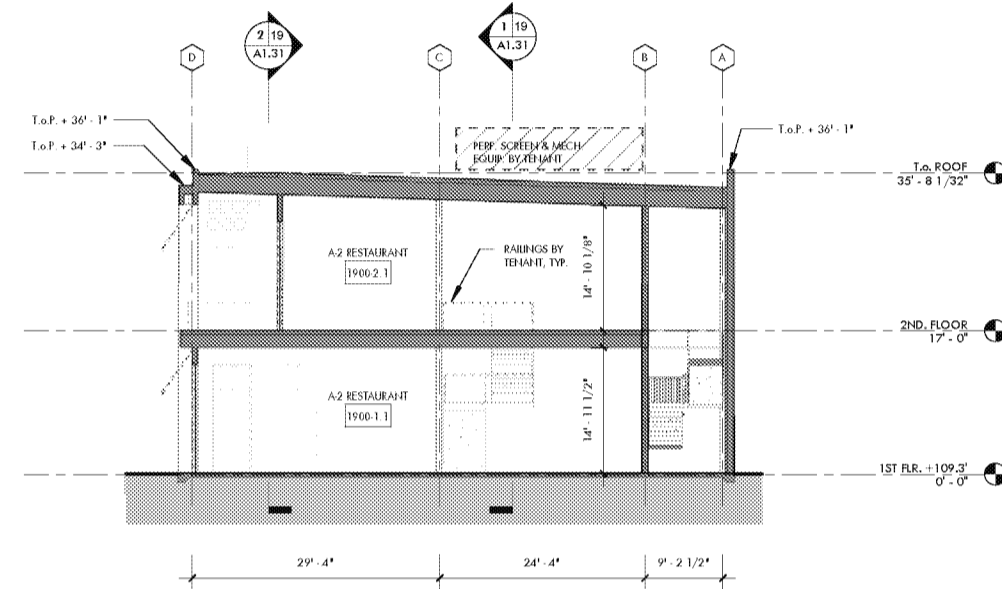 2 19
A1.31
1 19
A1.31
D
C
B
A
T.o.P. + 36' - 1"
T.o.P. + 34' - 3"
PERF. SCREEN & MECH
EQUIP. BY TENANT
T.o.P. + 36' - 1"
T.o. ROOF
35' - 8 1/32"
A-2 RESTAURANT
1900-2.1
RAILINGS BY
TENANT, TYP.
14' - 10 1/8"
2ND. FLOOR
17' - 0"
A-2 RESTAURANT
1900-1.1
14' - 11 1/2"
1ST FLR. +109.3'
0' - 0"
29' - 4"
24' - 4"
9' - 2 1/2"